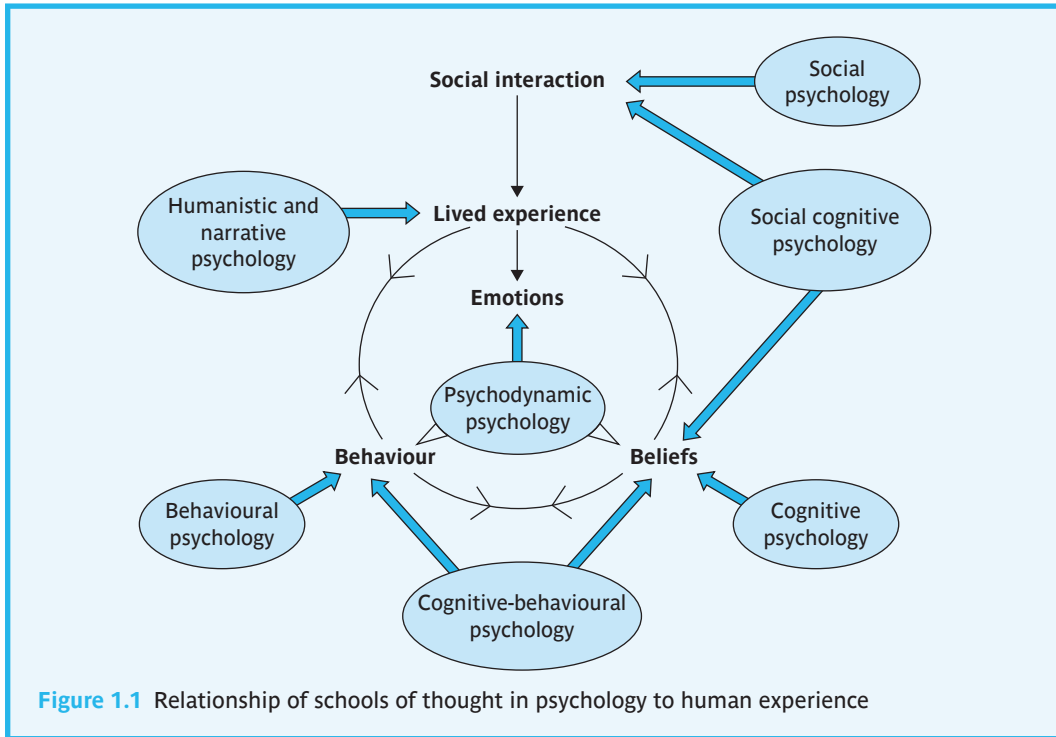 Social interaction
Social
psychology
Humanistic and
narrative
psychology
Lived experience
Social cognitive
psychology
Emotions
Psychodynamic
psychology
Behaviour
Beliefs
Behavioural
psychology
Cognitive
psychology
Cognitive-behavioural
psychology
Figure 1.1 Relationship of schools of thought in psychology to human experience